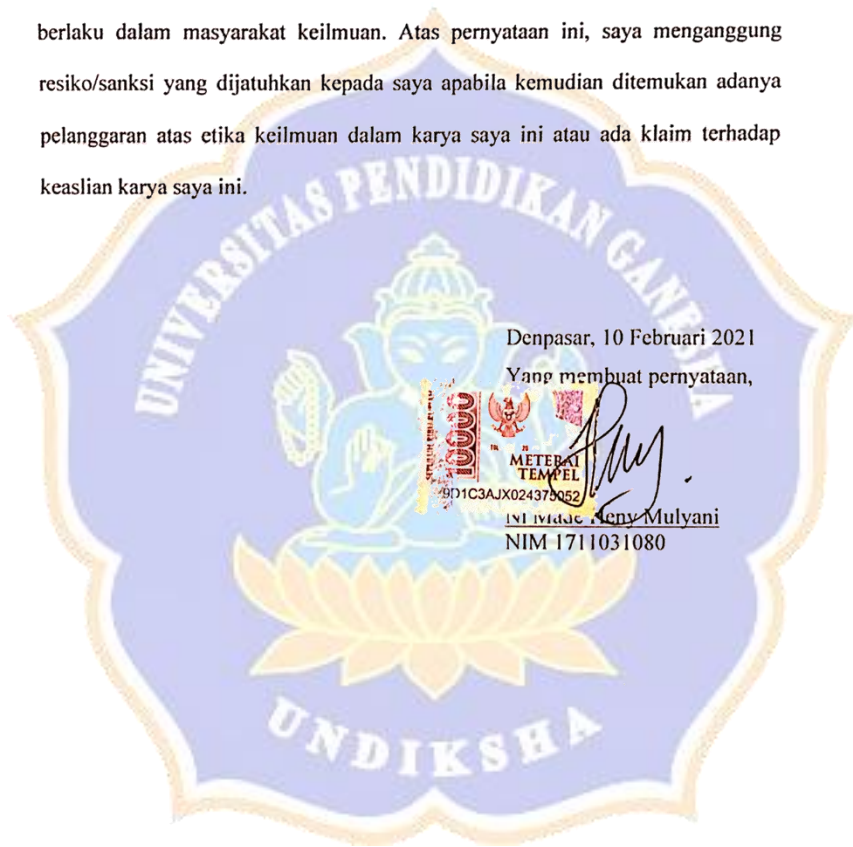 berlaku dalam masyarakat keilmuan. Atas pernyataan ini, saya menganggung
resiko/sanksi yang dijatuhkan kepada saya apabila kemudian ditemukan adanya
pelanggaran atas etika keilmuan dalam karya saya ini atau ada klaim terhadap
keaslian karya saya ini.
UNIVERSITAS PENDIDIKAN GANESHA
Denpasar, 10 Februari 2021
Yang membuat pernyataan,
10000
METERAI
TEMPEL
9D1C3AJX024375052
Ni Made Heny Mulyani
NIM 1711031080
UNDIKSHA